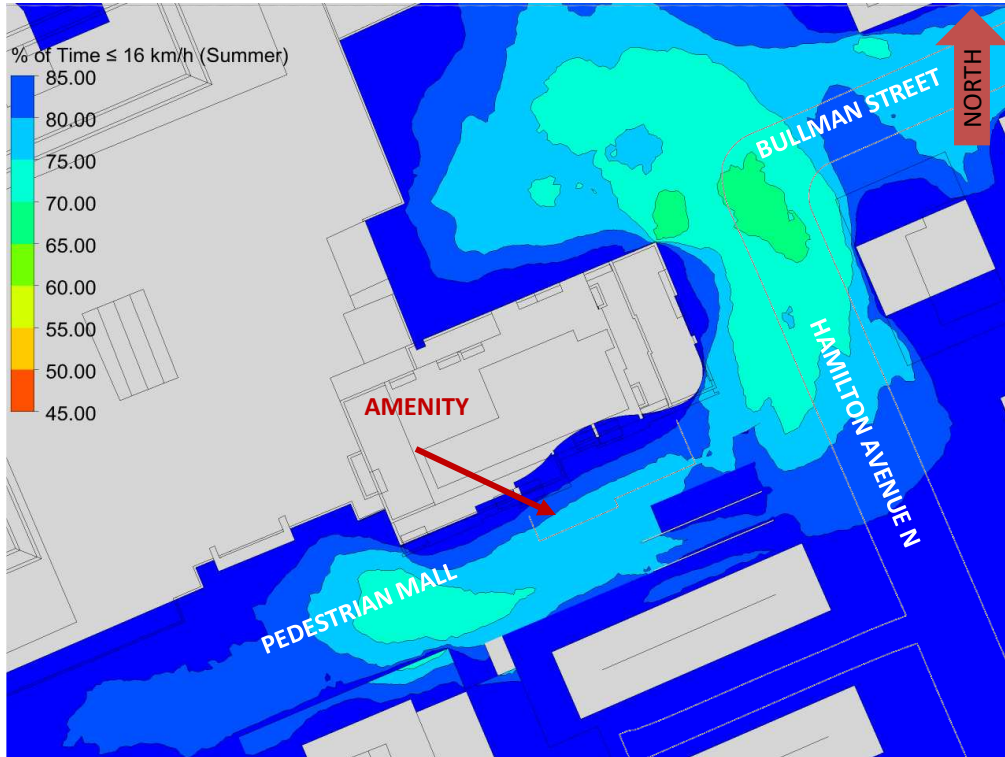 % of Time ≤ 16 km/h (Summer)
85.00
80.00
75.00
70.00
65.00
60.00
55.00
50.00
45.00
NORTH
BULLMAN STREET
HAMILTON AVENUE N
AMENITY
PEDESTRIAN MALL